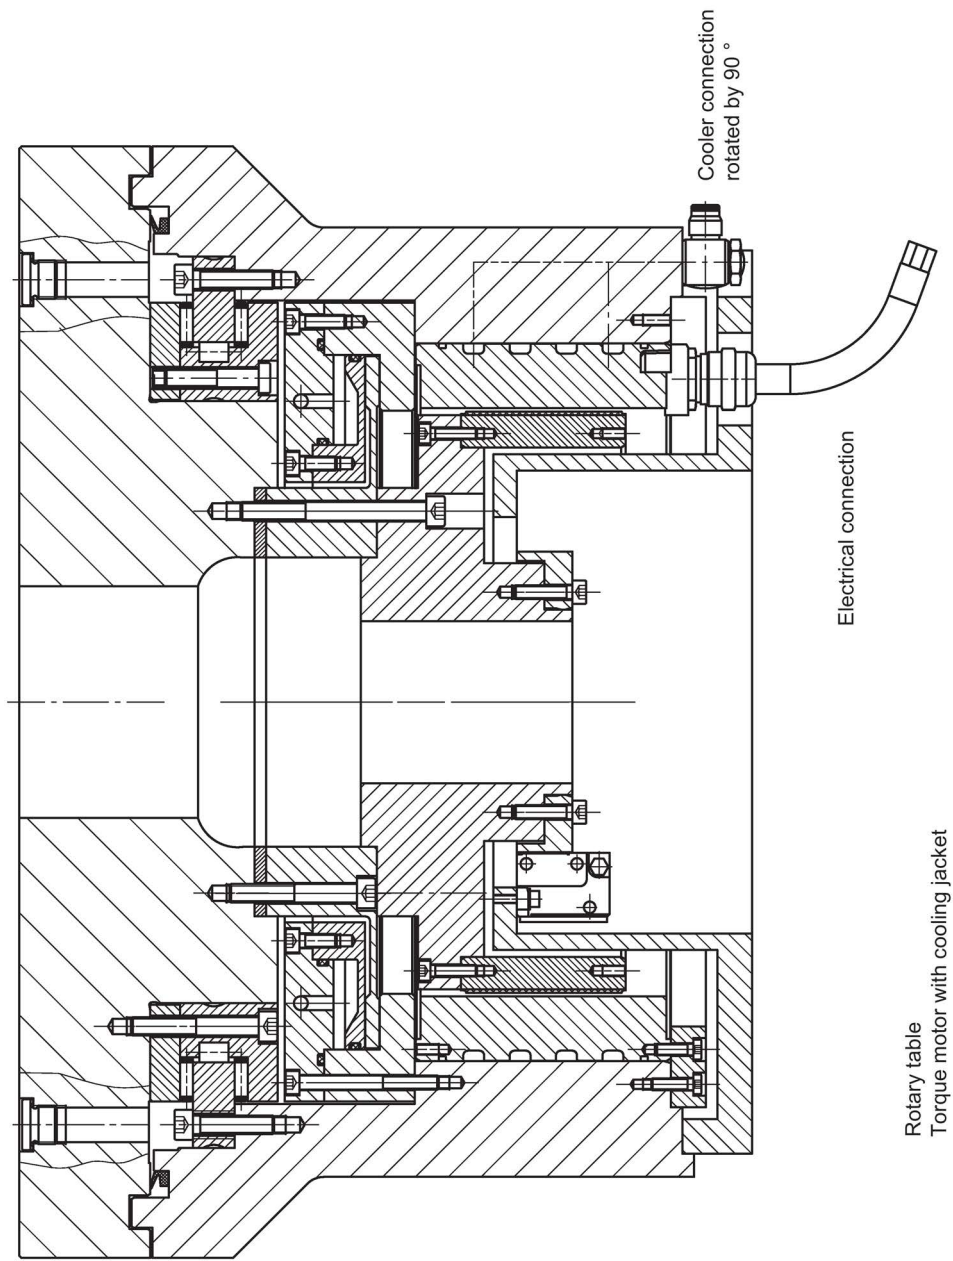 Cooler connection
rotated by 90 °
Electrical connection
Rotary table
Torque motor with cooling jacket